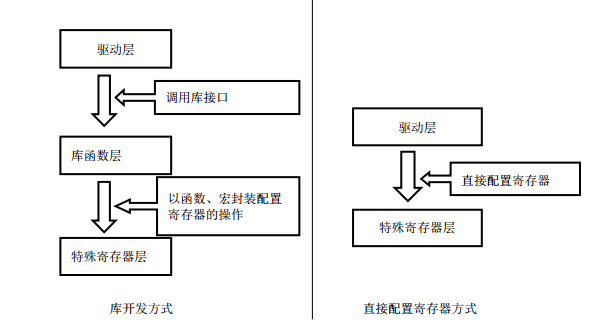 驱动层
调用库接口
库函数层
以函数、宏封装配置
寄存器的操作
特殊寄存器层
库开发方式
驱动层
直接配置寄存器
特殊寄存器层
直接配置寄存器方式